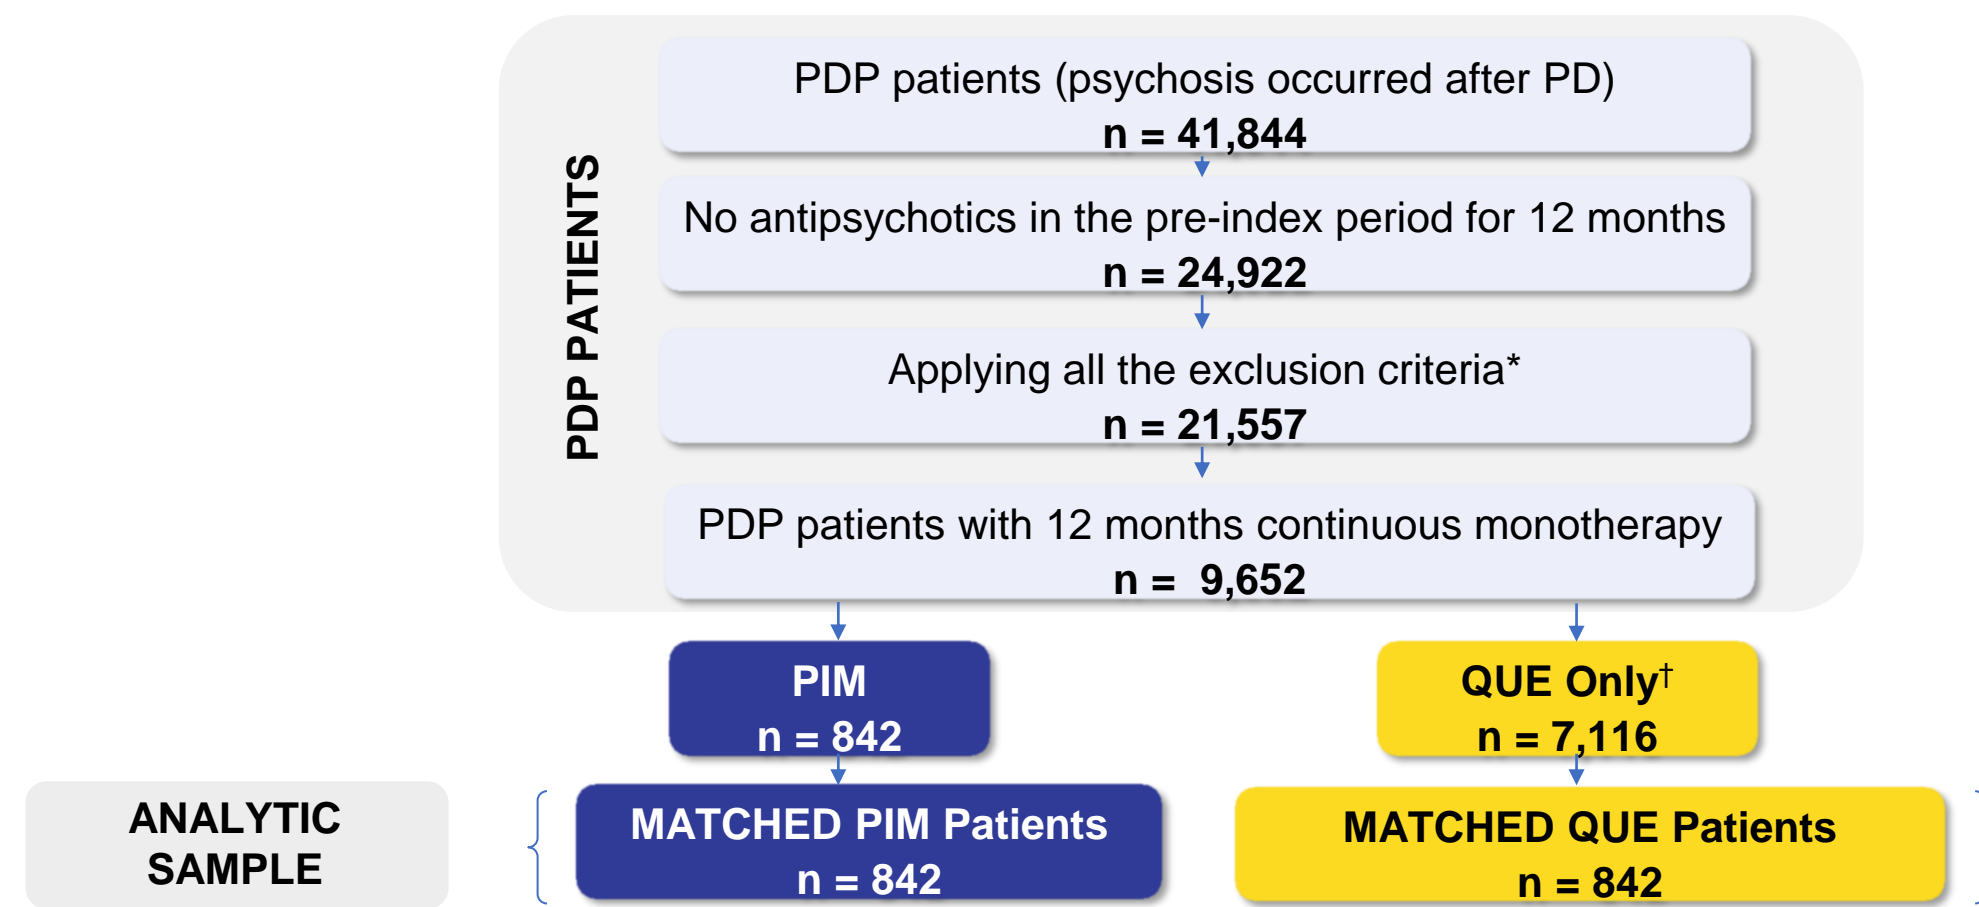 PDP PATIENTS
PDP patients (psychosis occurred after PD)
n = 41,844
No antipsychotics in the pre-index period for 12 months
n = 24,922
Applying all the exclusion criteria*
n = 21,557
PDP patients with 12 months continuous monotherapy
n =  9,652
PIM
n = 842
QUE Only†
n = 7,116
ANALYTIC
SAMPLE
MATCHED PIM Patients
n = 842
MATCHED QUE Patients
n = 842